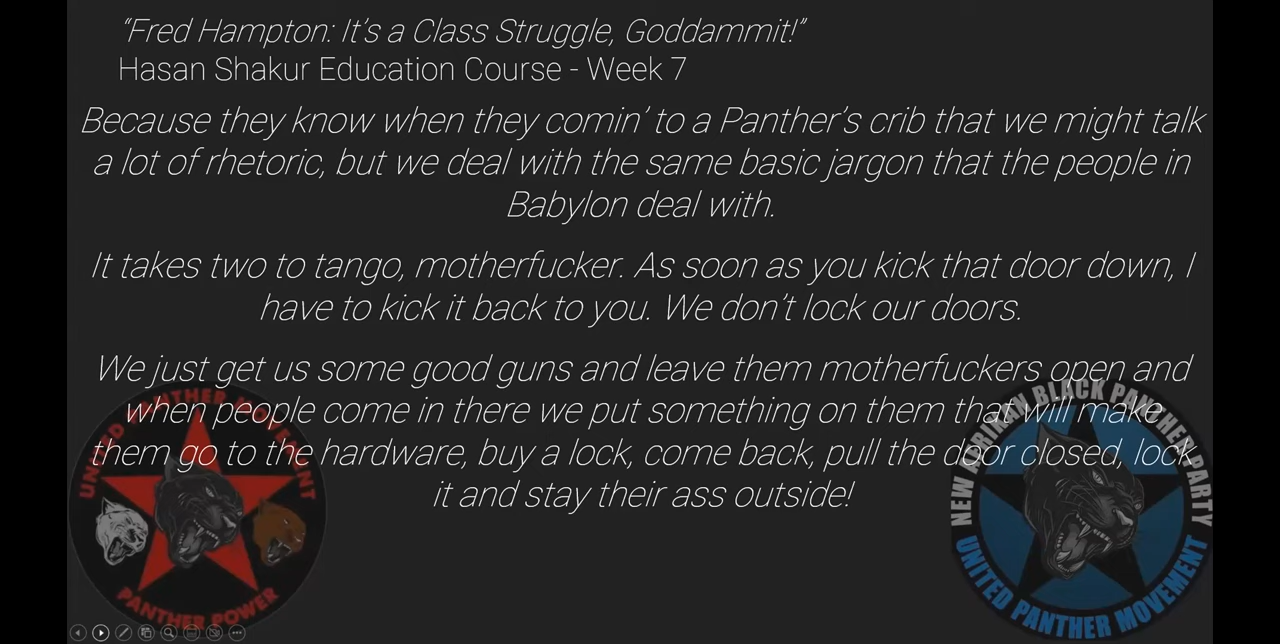 “Fred Hampton: It’s a Class Struggle, Goddammit!”
Hasan Shakur Education Course - Week 7
Because they know when they comin’ to a Panther’s crib that we might talk
a lot of rhetoric, but we deal with the same basic jargon that the people in
Babylon deal with.
It takes two to tango, motherfucker. As soon as you kick that door down, I
have to kick it back to you. We don’t lock our doors.
We just get us some good guns and leave them motherfuckers open and
when people come in there we put something on them that will make
them go to the hardware, buy a lock, come back, pull the door closed, lock
it and stay their ass outside!
UNITED PANTHER MOVEMENT
PANTHER POWER
NEW AFRIKAN BLACK PANTHER PARTY
UNITED PANTHER MOVEMENT